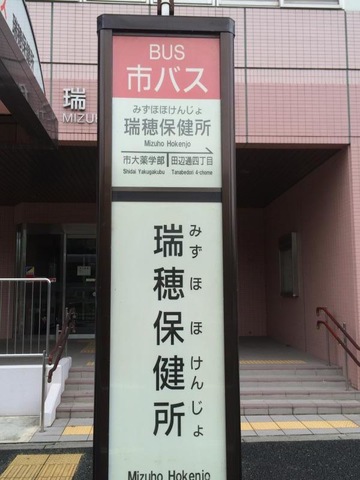 BUS
市バス
みずほほけんじょ
瑞穂保健所
Mizuho Hokenjo
市大薬学部 田辺通四丁目
Shidai Yakugakubu Tanabedori 4-chome
瑞穂保健所
みずほほけんじょ
Mizuho Hokenjo
瑞
MIZUH